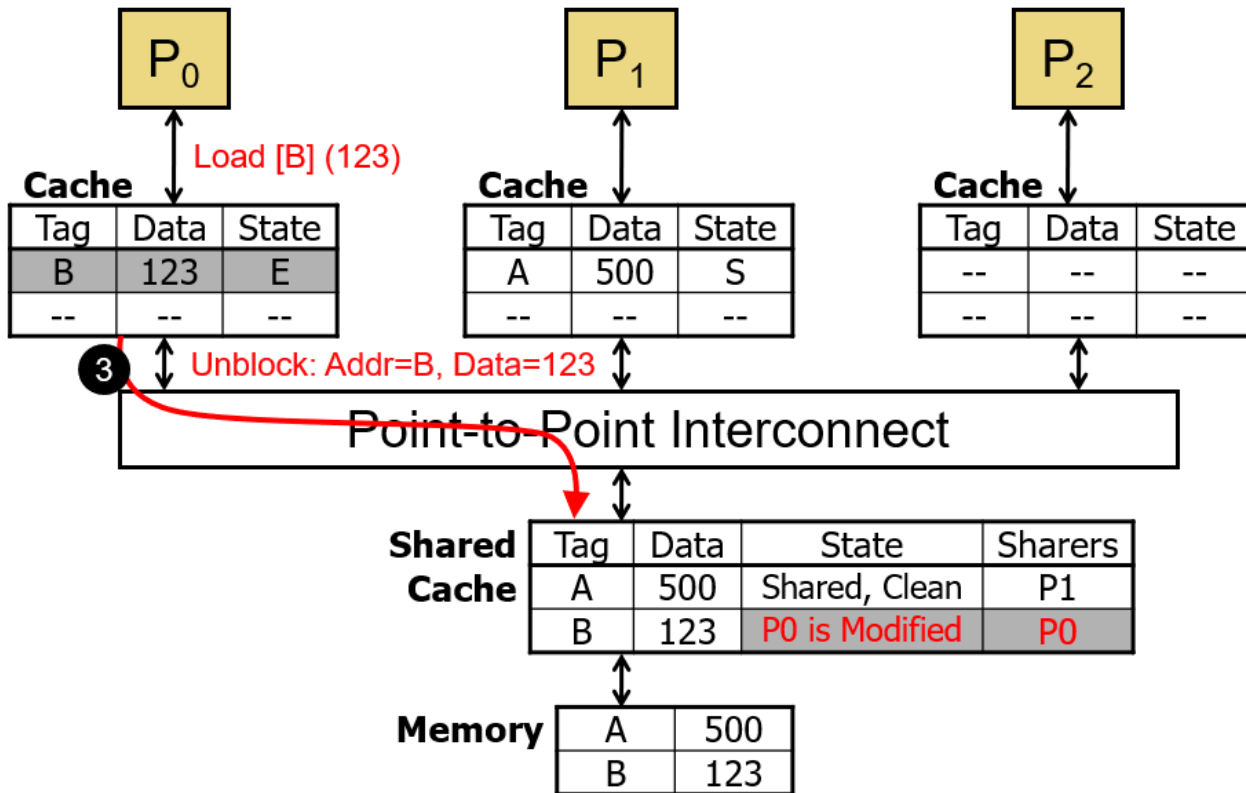 P0 P1 P2
Load [B] (123)
Cache Cache Cache
Tag Data State Tag Data State Tag Data State
B 123 E A 500 S -- -- --
-- -- -- -- -- -- -- -- --
3 Unblock: Addr=B, Data=123
Point-to-Point Interconnect
Shared Tag Data State Sharers
Cache A 500 Shared, Clean P1
B 123 P0 is Modified P0
Memory A 500
B 123